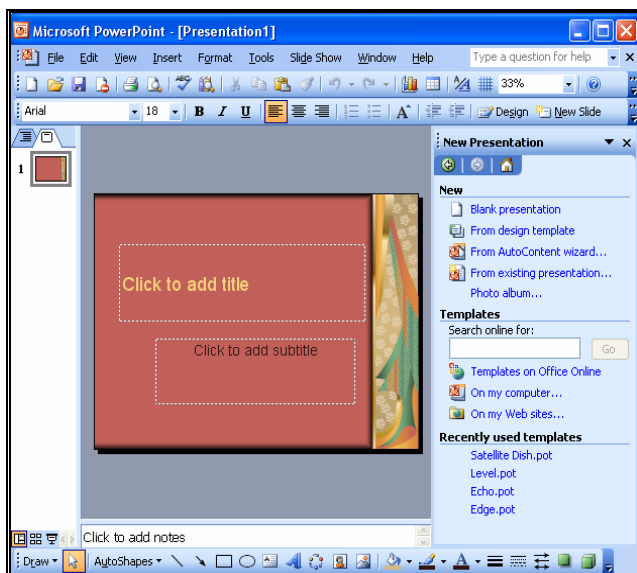 Microsoft PowerPoint - [Presentation1]
File Edit View Insert Format Tools Slide Show Window Help Type a question for help
33%
Arial 18 B I U A Design New Slide
1
New Presentation
New
Blank presentation
From design template
From AutoContent wizard...
From existing presentation...
Photo album...
Templates
Search online for:
Go
Templates on Office Online
On my computer...
On my Web sites...
Recently used templates
Satellite Dish.pot
Level.pot
Echo.pot
Edge.pot
Click to add title
Click to add subtitle
Click to add notes
Draw AutoShapes A